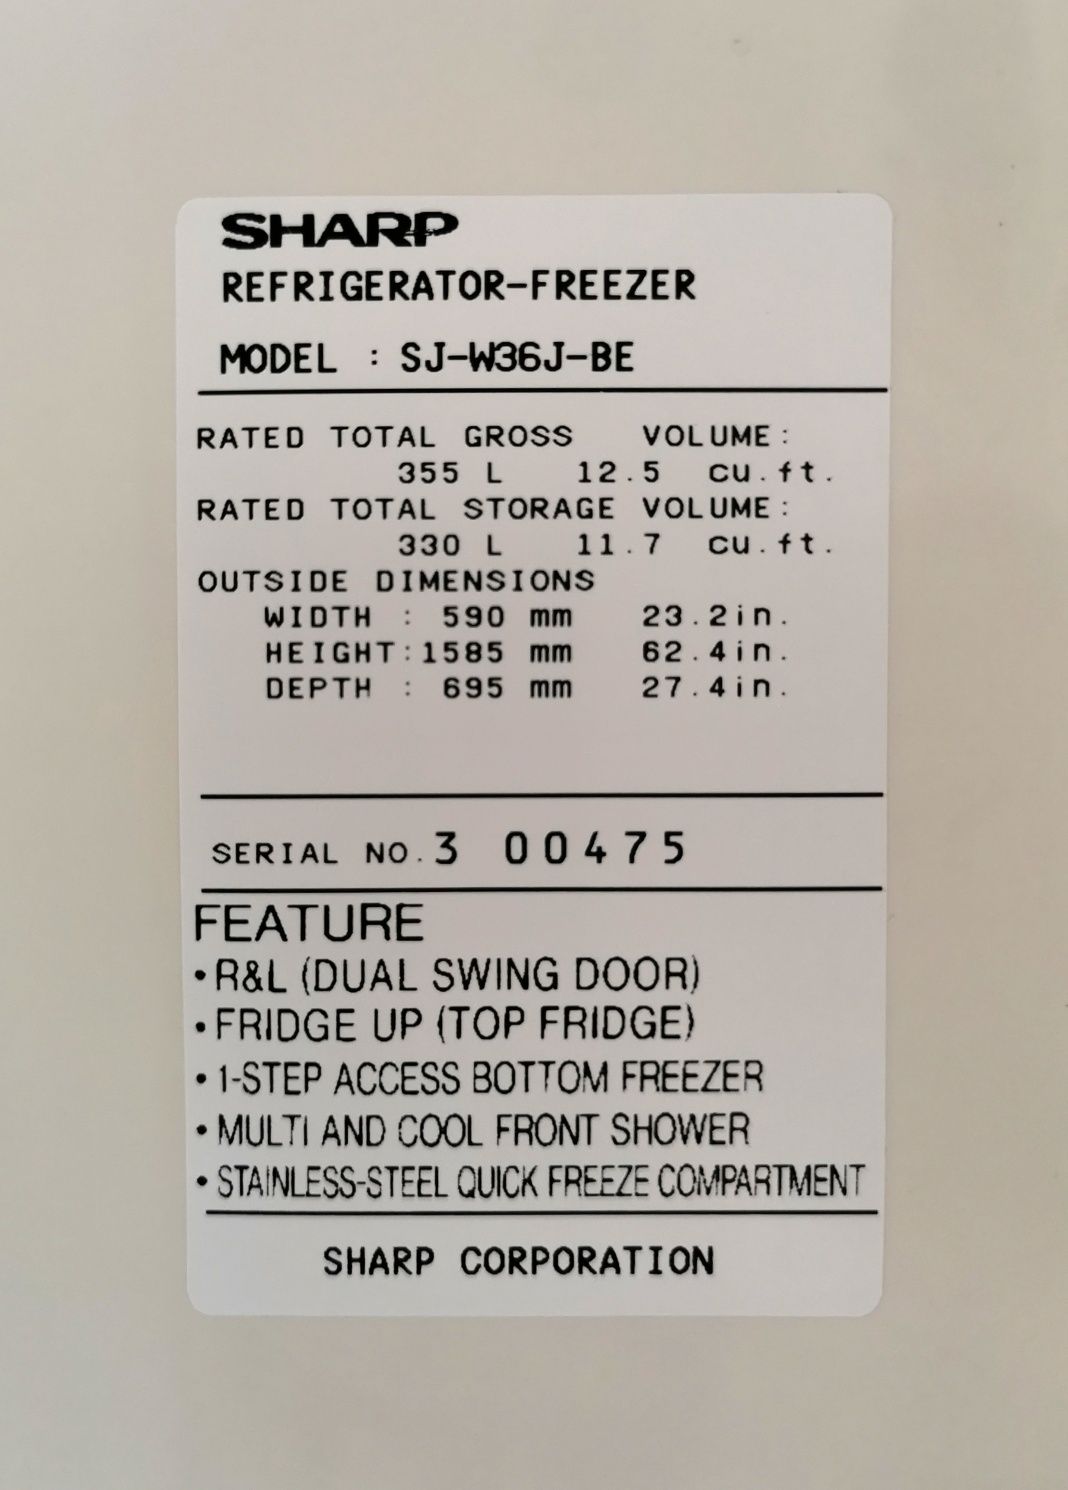 SHARP
REFRIGERATOR-FREEZER
MODEL : SJ-W36J-BE
RATED TOTAL GROSS VOLUME:
355 L 12.5 cu.ft.
RATED TOTAL STORAGE VOLUME:
330 L 11.7 cu.ft.
OUTSIDE DIMENSIONS
WIDTH : 590 mm 23.2in.
HEIGHT:1585 mm 62.4in.
DEPTH : 695 mm 27.4in.
SERIAL NO.3 00475
FEATURE
•R&L (DUAL SWING DOOR)
•FRIDGE UP (TOP FRIDGE)
•1-STEP ACCESS BOTTOM FREEZER
•MULTI AND COOL FRONT SHOWER
•STAINLESS-STEEL QUICK FREEZE COMPARTMENT
SHARP CORPORATION